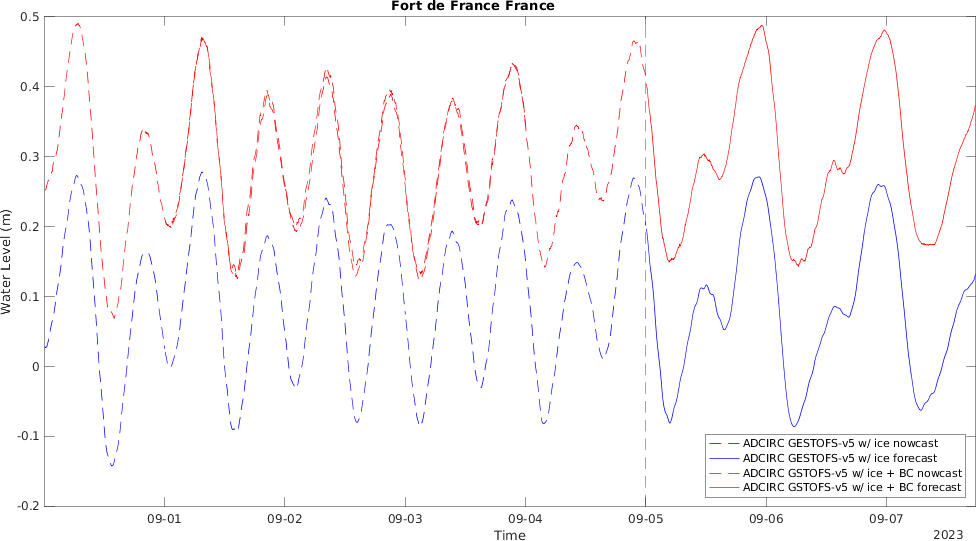 Fort de France France
0.5
0.4
0.3
0.2
0.1
0
-0.1
-0.2
Water Level (m)
09-01 09-02 09-03 09-04 09-05 09-06 09-07
Time
2023
ADCIRC GESTOFS-v5 w/ ice nowcast
ADCIRC GESTOFS-v5 w/ ice forecast
ADCIRC GSTOFS-v5 w/ ice + BC nowcast
ADCIRC GSTOFS-v5 w/ ice + BC forecast